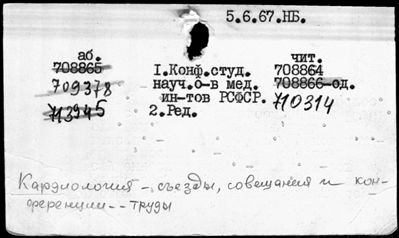 5.6.67.НБ.
аб. чит.
708865 I.Конф.студ. 708864
709378 науч.о-в мед. 708866-од.
713945 ин-тов РСФСР. 710314
2.Ред.
Кардиология -, съезды, совещания и кон-
ференции -- труды